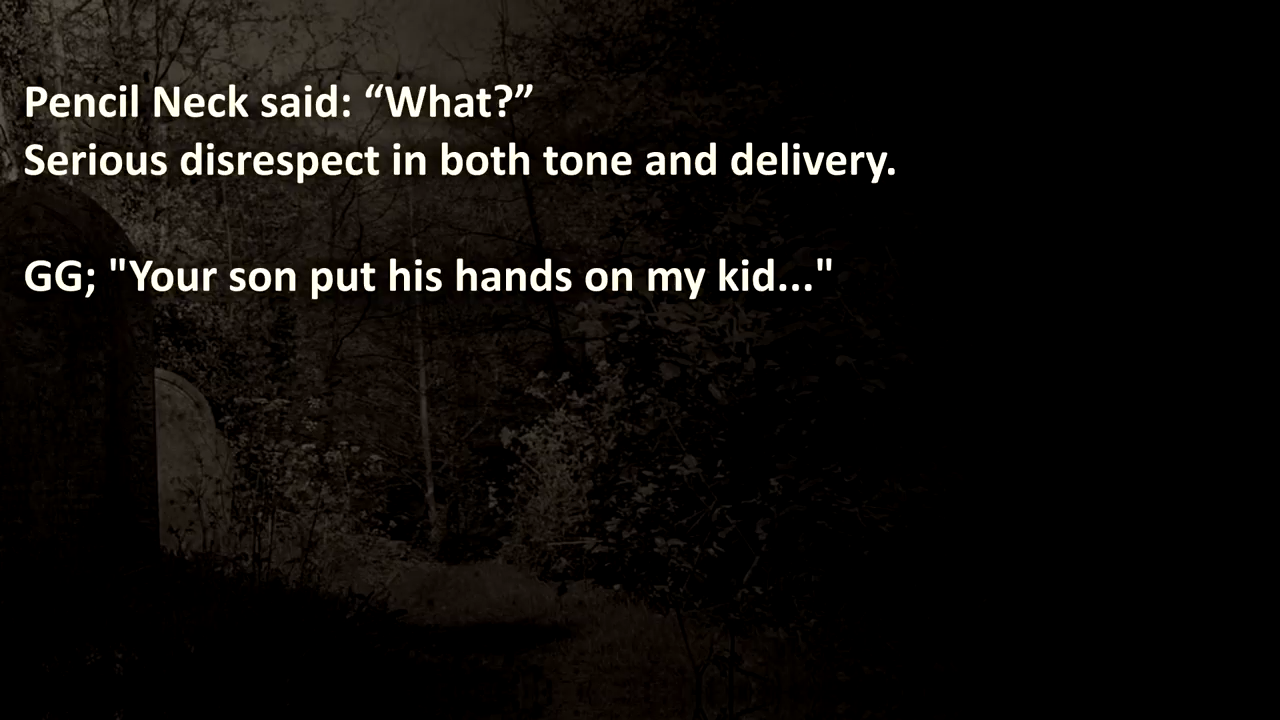 Pencil Neck said: “What?”
Serious disrespect in both tone and delivery.
GG; "Your son put his hands on my kid..."